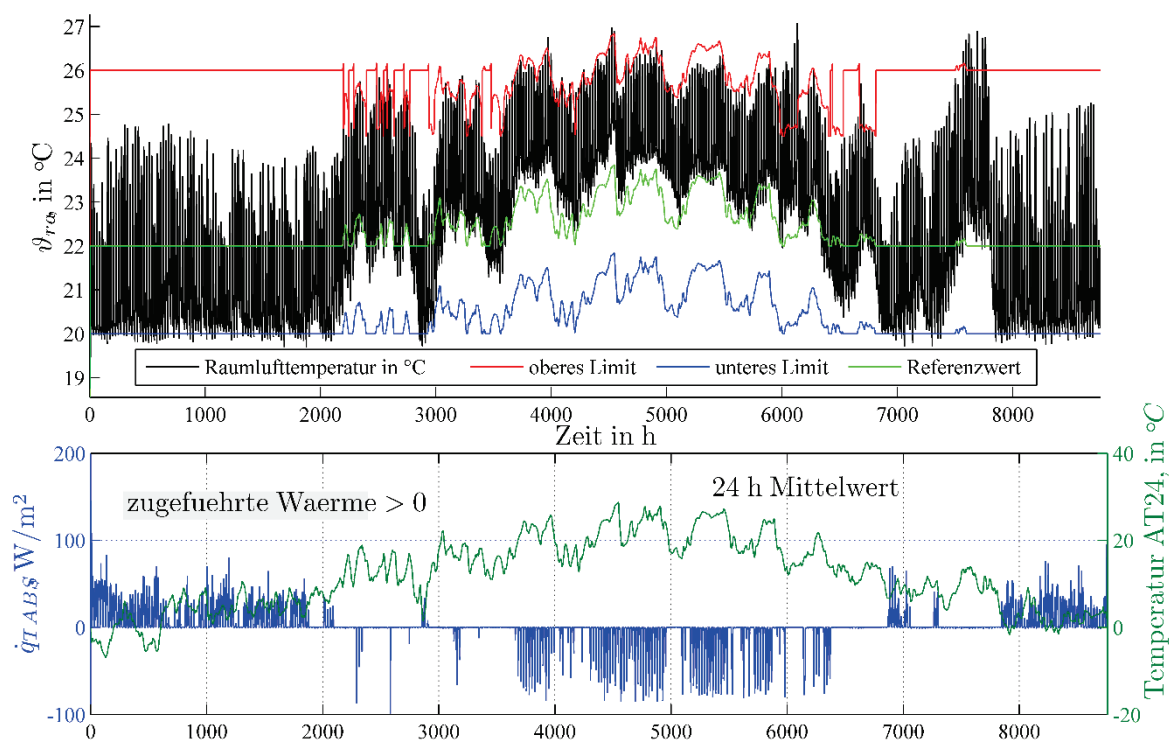 27
26
25
24
23
22
21
20
19
ϑra, in °C
Raumlufttemperatur in °C oberes Limit unteres Limit Referenzwert
0 1000 2000 3000 4000 5000 6000 7000 8000
Zeit in h
200
100
0
-100
q̇TABS W/m²
zugefuehrte Waerme > 0
24 h Mittelwert
40
20
0
-20
Temperatur AT24, in °C
0 1000 2000 3000 4000 5000 6000 7000 8000